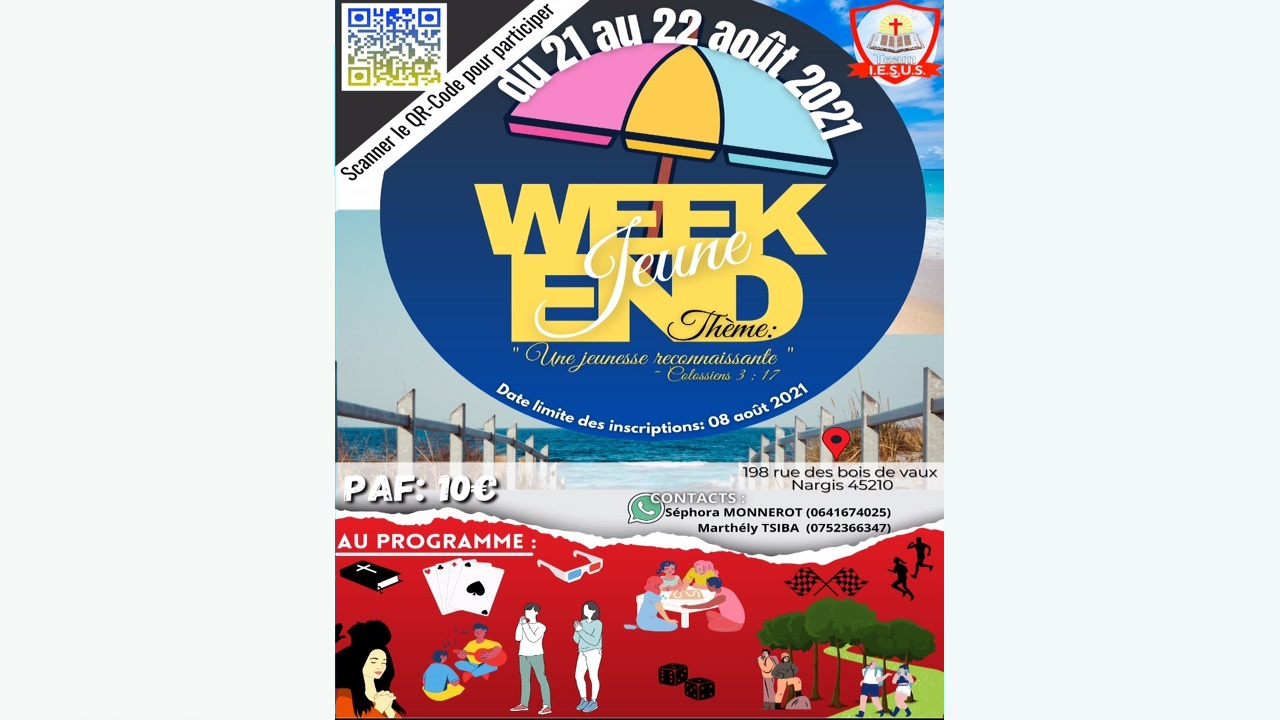 Scanner le QR-Code pour participer
du 21 au 22 août 2021
Team
I.E.S.U.S.
WEEK
Jeune
END
Thème:
" Une jeunesse reconnaissante "
~ Colossiens 3 : 17
Date limite des inscriptions: 08 août 2021
198 rue des bois de vaux
Nargis 45210
PAF: 10€
CONTACTS :
Séphora MONNEROT (0641674025)
Marthély TSIBA (0752366347)
AU PROGRAMME :